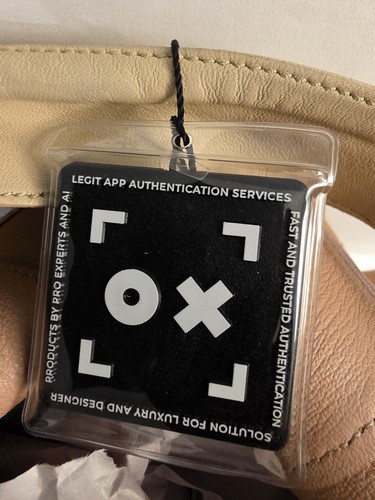 LEGIT APP AUTHENTICATION SERVICES
FAST AND TRUSTED AUTHENTICATION
SOLUTION FOR LUXURY AND DESIGNER
PRODUCTS BY PRO EXPERTS AND AI
OX